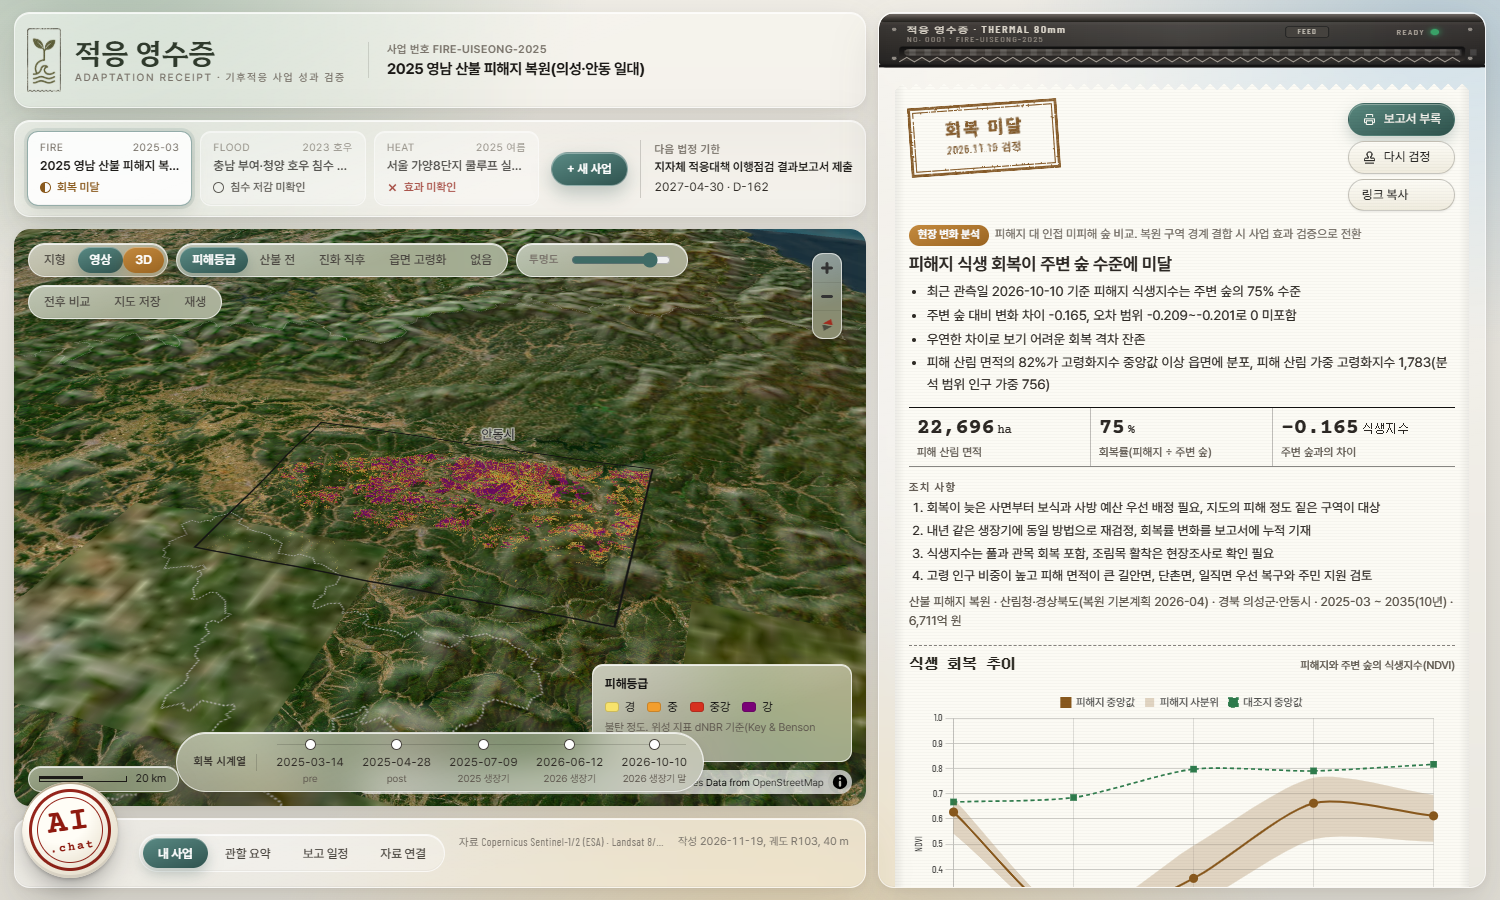 적응 영수증
ADAPTATION RECEIPT · 기후적응 사업 성과 검증
사업 번호 FIRE-UISEONG-2025
2025 영남 산불 피해지 복원(의성·안동 일대)
FIRE 2025-03
2025 영남 산불 피해지 복...
회복 미달
FLOOD 2023 호우
충남 부여·청양 호우 침수 ...
침수 저감 미확인
HEAT 2025 여름
서울 가양8단지 쿨루프 실...
효과 미확인
+ 새 사업
다음 법정 기한
지자체 적응대책 이행점검 결과보고서 제출
2027-04-30 · D-162
지형 영상 3D
피해등급 산불 전 진화 직후 읍면 고령화 없음
투명도
전후 비교 지도 저장 재생
안동시
피해등급
경 중 중강 강
불탄 정도. 위성 지표 dNBR 기준(Key & Benson
회복 시계열
2025-03-14 2025-04-28 2025-07-09 2026-06-12 2026-10-10
pre post 2025 생장기 2026 생장기 2026 생장기 말
20 km
Data from OpenStreetMap
AI
.chat
내 사업 관할 요약 보고 일정 자료 연결
자료 Copernicus Sentinel-1/2 (ESA) · Landsat 8/...
작성 2026-11-19, 궤도 R103, 40 m
적응 영수증 · THERMAL 80mm
NO. 0001 · FIRE-UISEONG-2025
FEED
READY
회복 미달
2026.11.19 검정
보고서 부록
다시 검정
링크 복사
현장 변화 분석 피해지 대 인접 미피해 숲 비교. 복원 구역 경계 결합 시 사업 효과 검증으로 전환
피해지 식생 회복이 주변 숲 수준에 미달
• 최근 관측일 2026-10-10 기준 피해지 식생지수는 주변 숲의 75% 수준
• 주변 숲 대비 변화 차이 -0.165, 오차 범위 -0.209~-0.201로 0 미포함
• 우연한 차이로 보기 어려운 회복 격차 잔존
• 피해 산림 면적의 82%가 고령화지수 중앙값 이상 읍면에 분포, 피해 산림 가중 고령화지수 1,783(분
석 범위 인구 가중 756)
22,696 ha
피해 산림 면적
75 %
회복률(피해지 ÷ 주변 숲)
−0.165 식생지수
주변 숲과의 차이
조치 사항
1. 회복이 늦은 사면부터 보식과 사방 예산 우선 배정 필요, 지도의 피해 정도 짙은 구역이 대상
2. 내년 같은 생장기에 동일 방법으로 재검정, 회복률 변화를 보고서에 누적 기재
3. 식생지수는 풀과 관목 회복 포함, 조림목 활착은 현장조사로 확인 필요
4. 고령 인구 비중이 높고 피해 면적이 큰 길안면, 단촌면, 일직면 우선 복구와 주민 지원 검토
산불 피해지 복원 · 산림청·경상북도(복원 기본계획 2026-04) · 경북 의성군·안동시 · 2025-03 ~ 2035(10년) ·
6,711억 원
식생 회복 추이
피해지와 주변 숲의 식생지수(NDVI)
피해지 중앙값 피해지 사분위 대조지 중앙값
1.0
0.9
0.8
0.7
0.6
0.5
0.4
NDVI